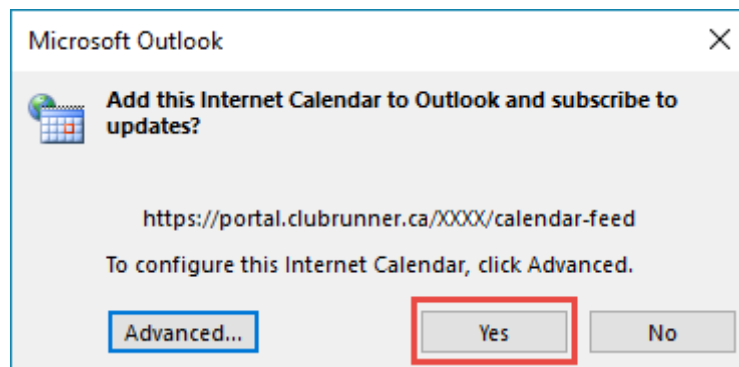 Microsoft Outlook
Add this Internet Calendar to Outlook and subscribe to
updates?
https://portal.clubrunner.ca/XXXX/calendar-feed
To configure this Internet Calendar, click Advanced.
Advanced... Yes No